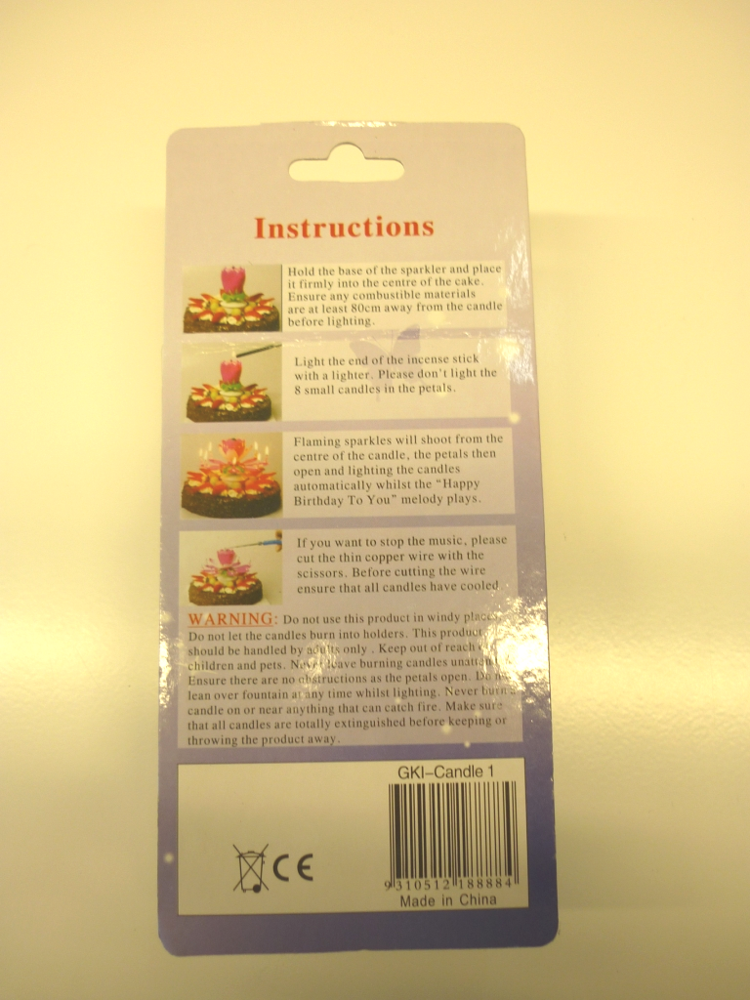 Instructions
Hold the base of the sparkler and place
it firmly into the centre of the cake.
Ensure any combustible materials
are at least 80cm away from the candle
before lighting.
Light the end of the incense stick
with a lighter. Please don't light the
8 small candles in the petals.
Flaming sparkles will shoot from the
centre of the candle, the petals then
open and lighting the candles
automatically whilst the "Happy
Birthday To You" melody plays.
If you want to stop the music, please
cut the thin copper wire with the
scissors. Before cutting the wire
ensure that all candles have cooled.
WARNING: Do not use this product in windy places.
Do not let the candles burn into holders. This product
should be handled by adults only . Keep out of reach
children and pets. Never leave burning candles unattended
Ensure there are no obstructions as the petals open. Do not
lean over fountain at any time whilst lighting. Never burn a
candle on or near anything that can catch fire. Make sure
that all candles are totally extinguished before keeping or
throwing the product away.
GKI-Candle 1
CE
9 310512 188884
Made in China